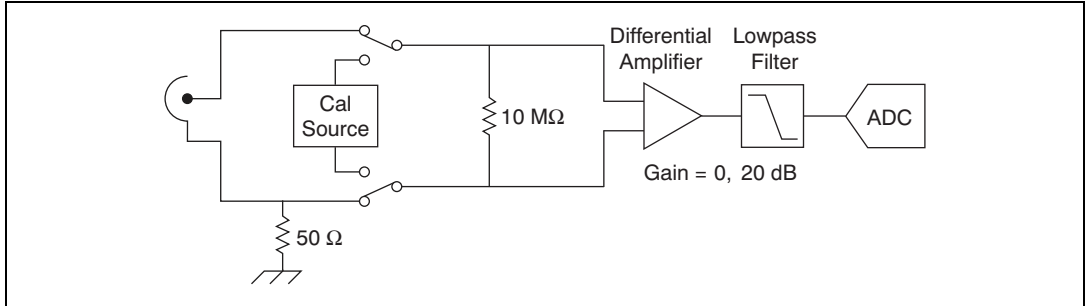 Differential
Amplifier
Lowpass
Filter
Cal
Source
10 MΩ
ADC
Gain = 0, 20 dB
50 Ω